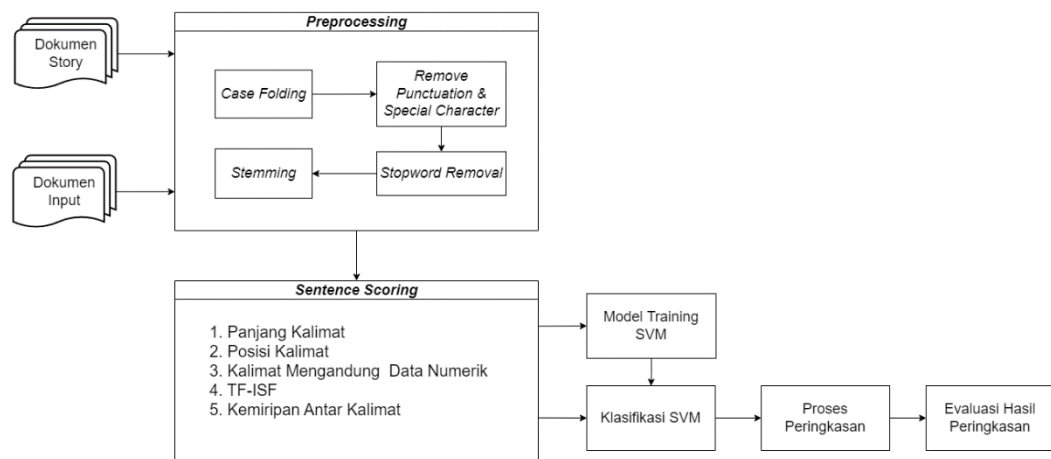 Dokumen
Story
Preprocessing
Case Folding
Remove
Punctuation &
Special Character
Stemming
Stopword Removal
Dokumen
Input
Sentence Scoring
1. Panjang Kalimat
2. Posisi Kalimat
3. Kalimat Mengandung Data Numerik
4. TF-ISF
5. Kemiripan Antar Kalimat
Model Training
SVM
Klasifikasi SVM
Proses
Peringkasan
Evaluasi Hasil
Peringkasan